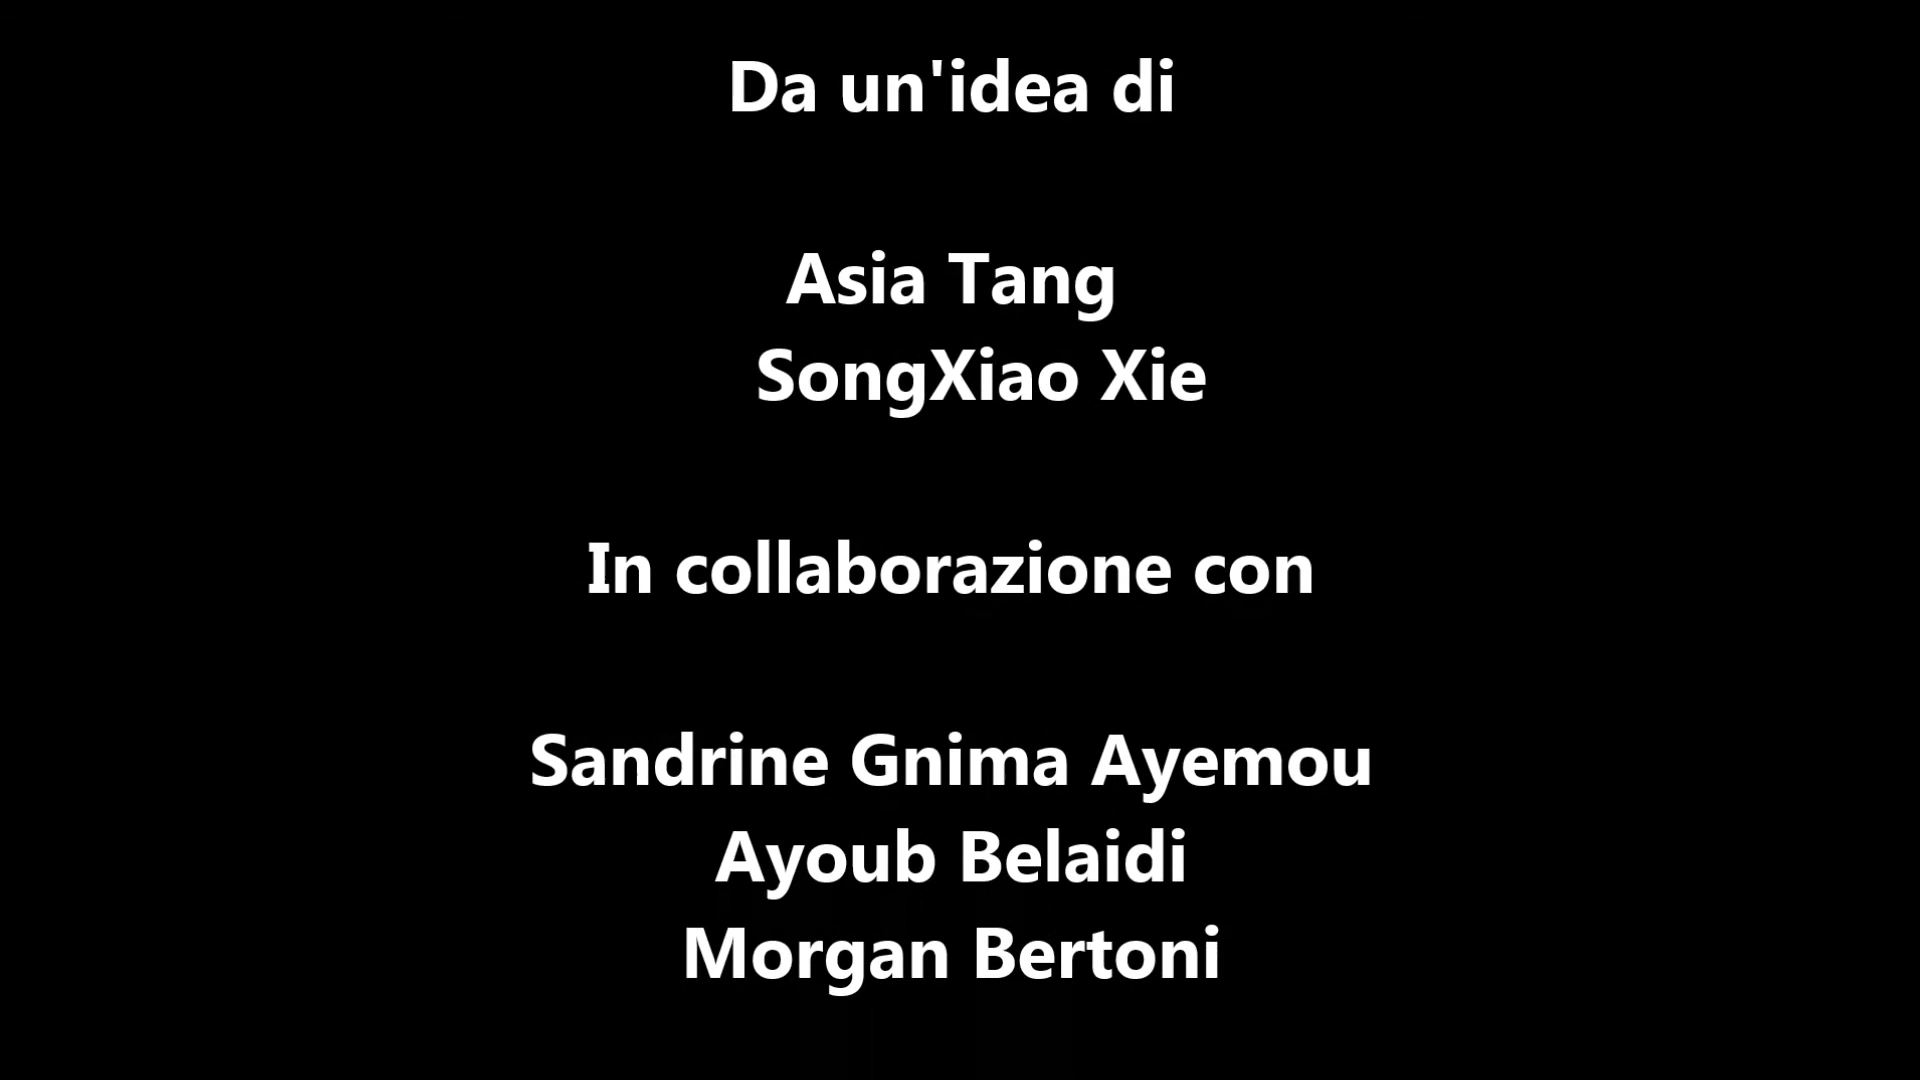 Da un'idea di
Asia Tang
SongXiao Xie
In collaborazione con
Sandrine Gnima Ayemou
Ayoub Belaidi
Morgan Bertoni